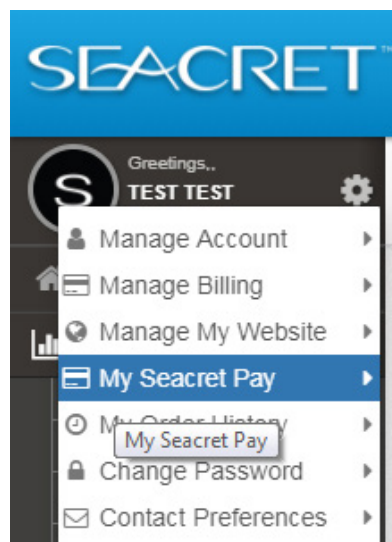 SEACRET™
Greetings,,
TEST TEST
Manage Account
Manage Billing
Manage My Website
My Seacret Pay
My Order History
My Seacret Pay
Change Password
Contact Preferences